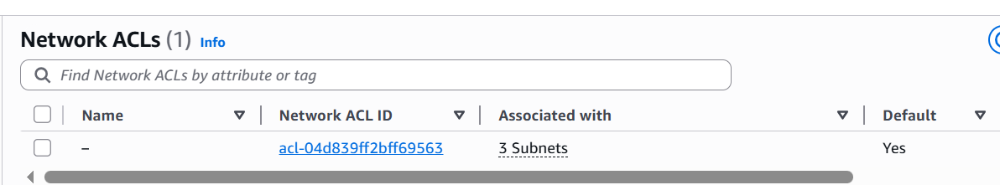 Network ACLs (1) Info
Find Network ACLs by attribute or tag
Name Network ACL ID Associated with Default
– acl-04d839ff2bff69563 3 Subnets Yes